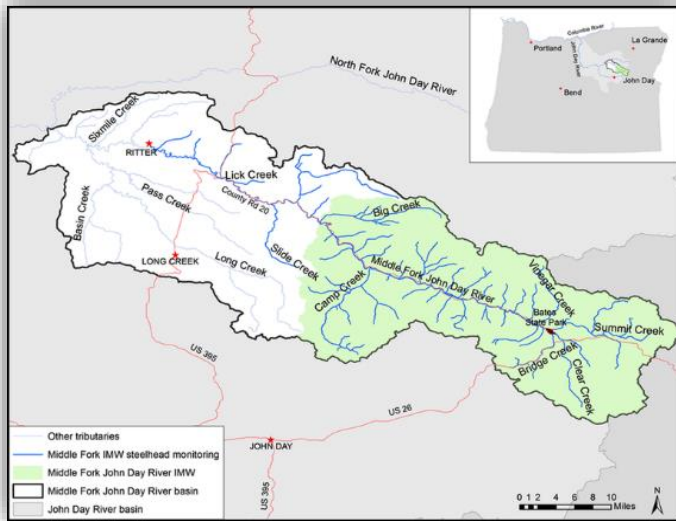 Columbia River
Portland
La Grande
John Day River
John Day
Bend
North Fork John Day River
Sixmile Creek
RITTER
Lick Creek
County Rd 20
Pass Creek
Basin Creek
Big Creek
LONG CREEK
Long Creek
Slide Creek
Camp Creek
Middle Fork John Day River
Vinegar Creek
Bates
State Park
Summit Creek
Bridge Creek
Clear Creek
US 395
US 26
JOHN DAY
US 395
Other tributaries
Middle Fork IMW steelhead monitoring
Middle Fork John Day River IMW
Middle Fork John Day River basin
John Day River basin
0 1 2 4 6 8 10
Miles